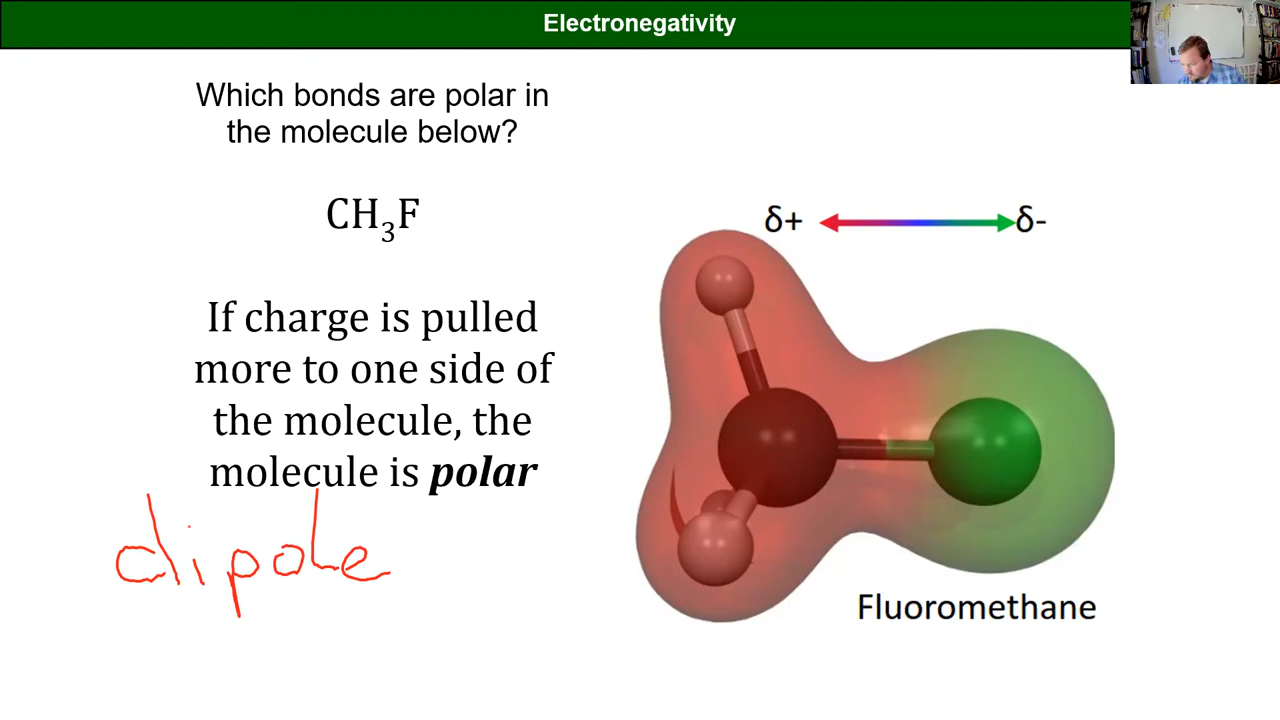 Electronegativity
Which bonds are polar in
the molecule below?
CH₃F
If charge is pulled
more to one side of
the molecule, the
molecule is polar
dipole
δ+ δ-
Fluoromethane